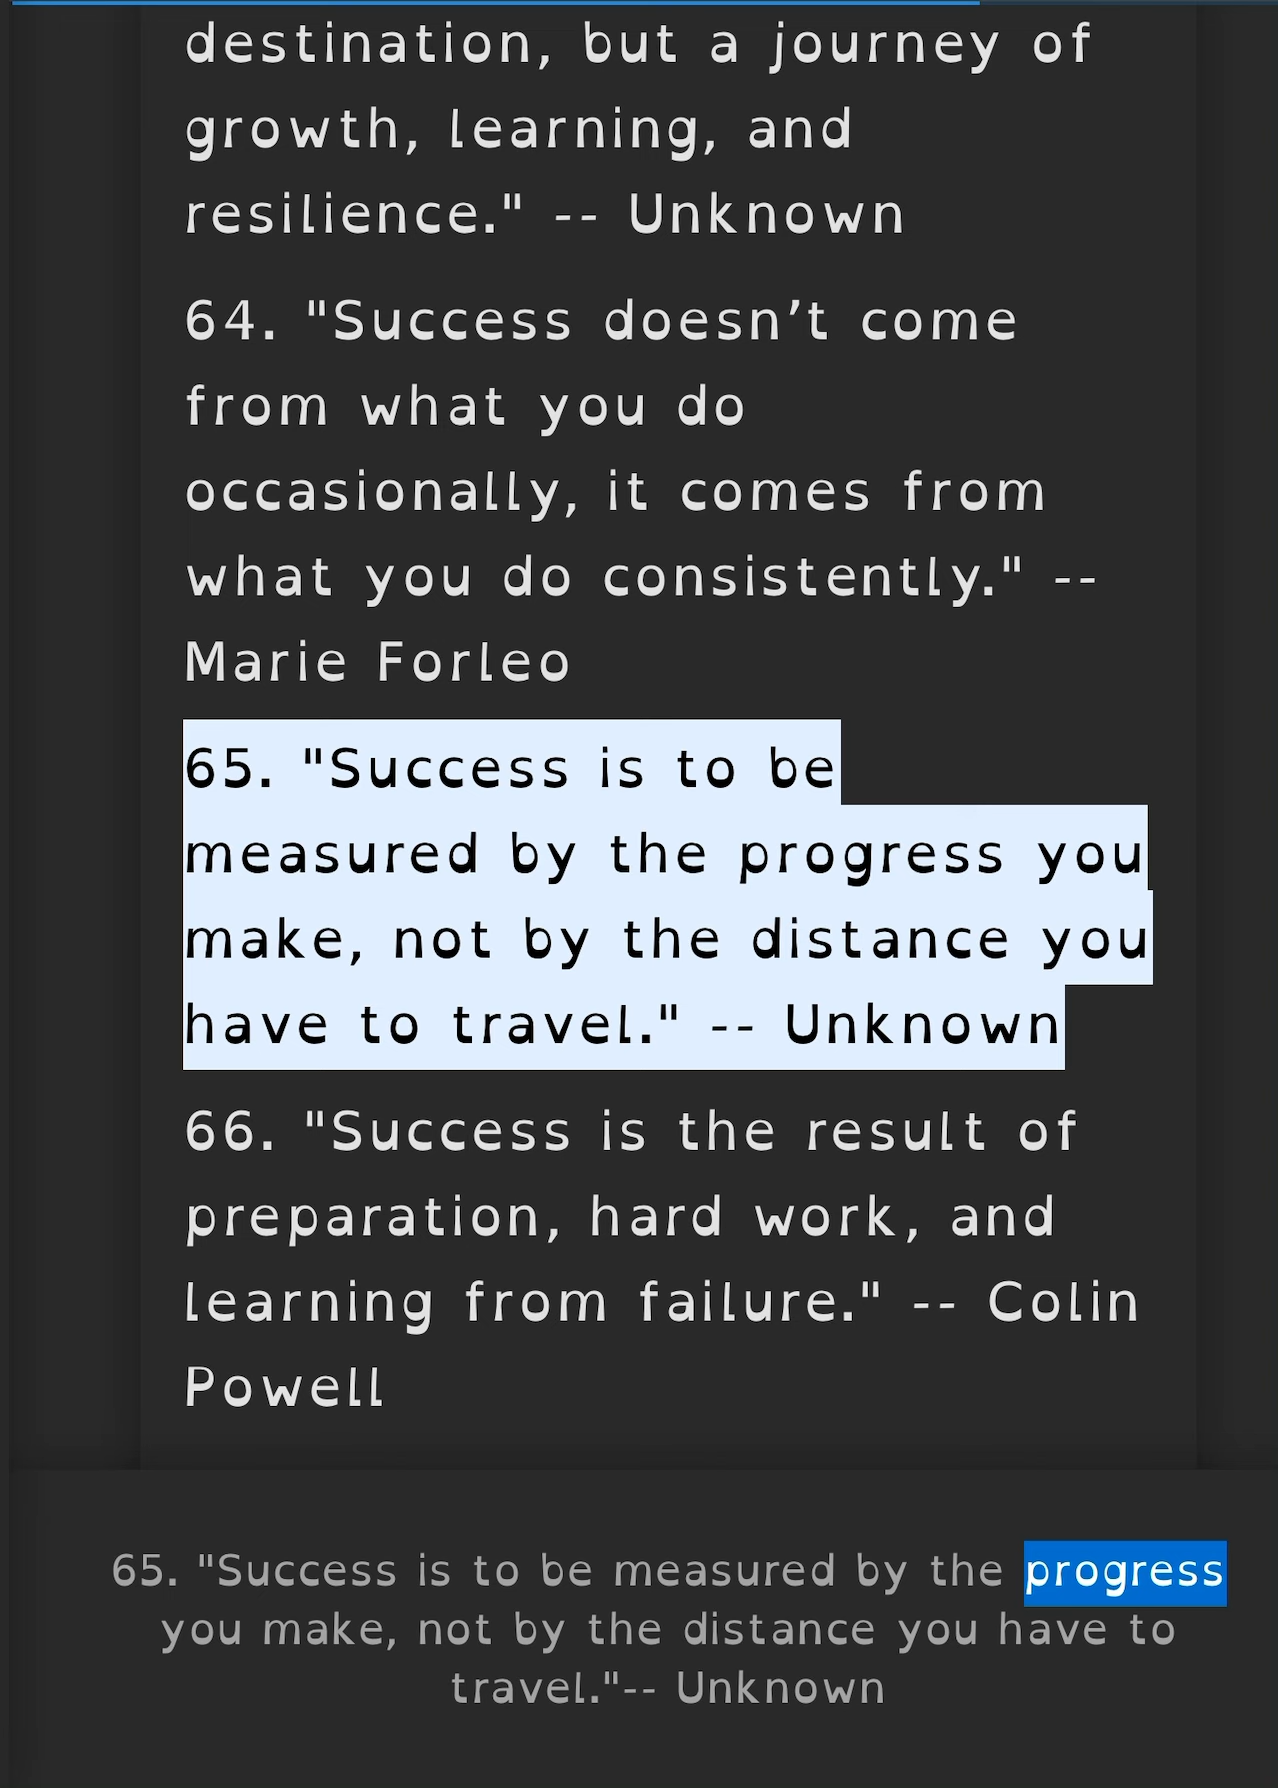 destination, but a journey of
growth, learning, and
resilience." -- Unknown
64. "Success doesn’t come
from what you do
occasionally, it comes from
what you do consistently." --
Marie Forleo
65. "Success is to be
measured by the progress you
make, not by the distance you
have to travel." -- Unknown
66. "Success is the result of
preparation, hard work, and
learning from failure." -- Colin
Powell
65. "Success is to be measured by the progress
you make, not by the distance you have to
travel."-- Unknown